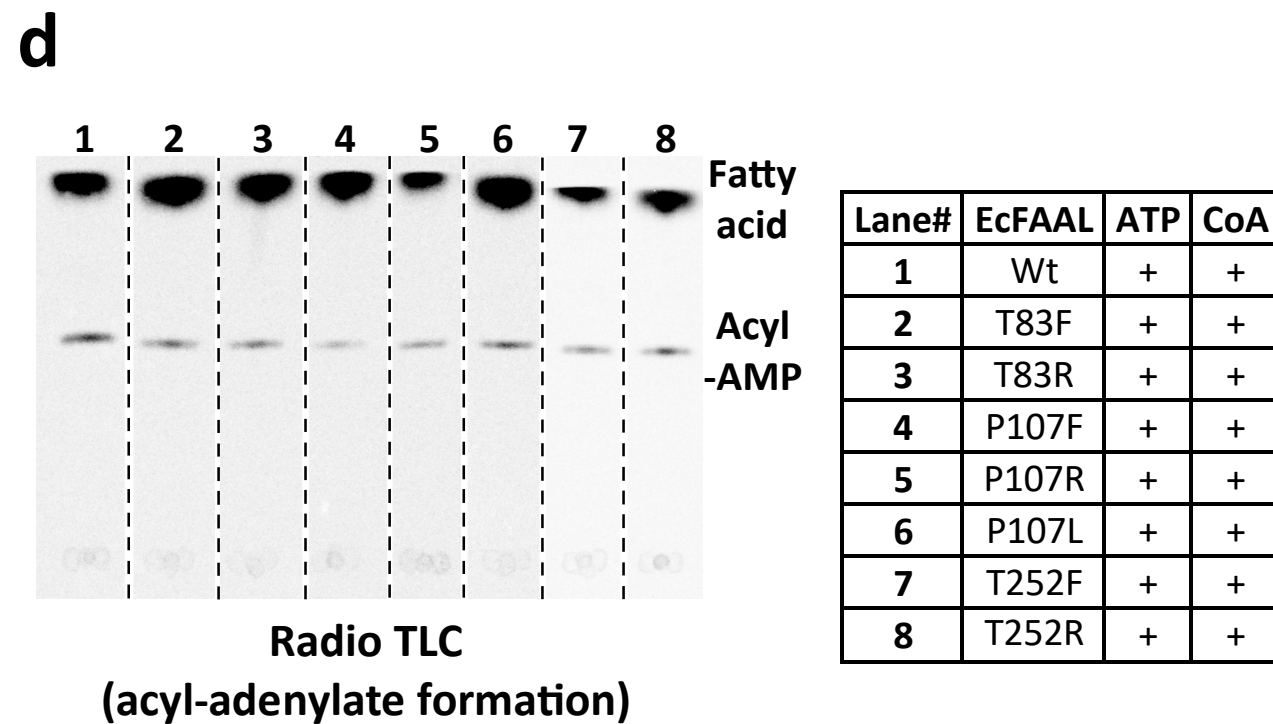 d
1 2 3 4 5 6 7 8
Fatty
acid
Acyl
-AMP
Radio TLC
(acyl-adenylate formation)
Lane# EcFAAL ATP CoA
1 Wt + +
2 T83F + +
3 T83R + +
4 P107F + +
5 P107R + +
6 P107L + +
7 T252F + +
8 T252R + +